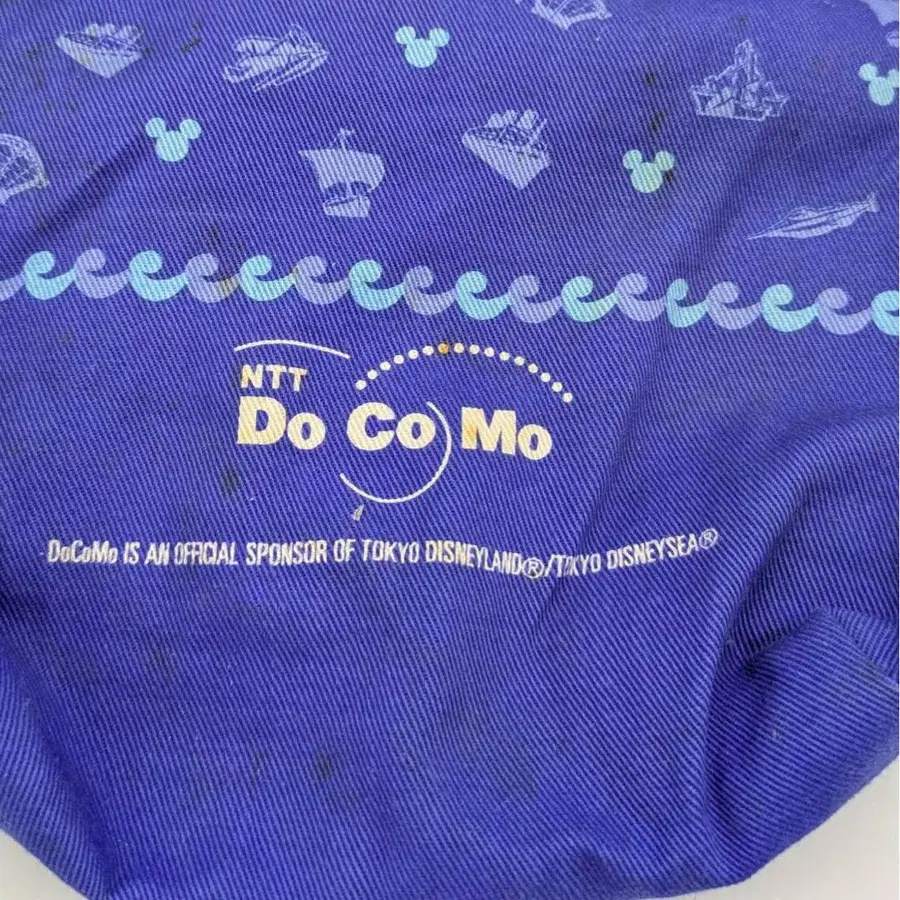 NTT
DoCoMo
DoCoMo IS AN OFFICIAL SPONSOR OF TOKYO DISNEYLAND®/TOKYO DISNEYSEA®